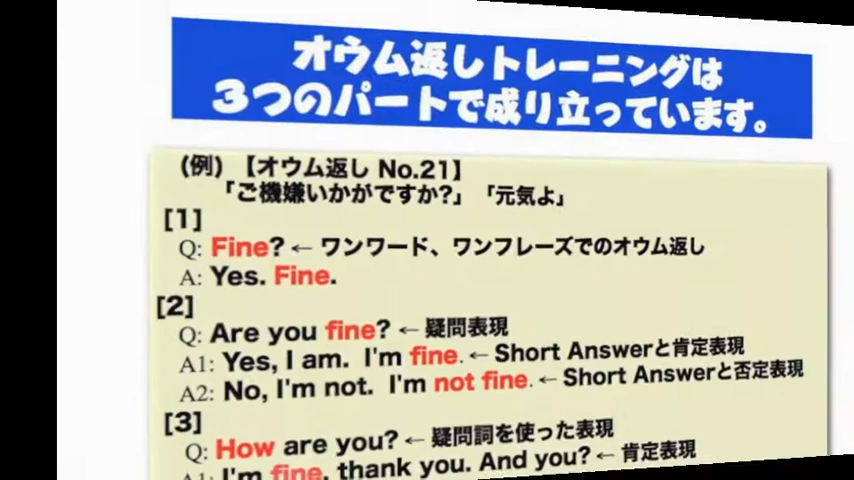 オウム返しトレーニングは
３つのパートで成り立っています。
（例）【オウム返し No.21】
「ご機嫌いかがですか?」「元気よ」
[1]
Q: Fine? ← ワンワード、ワンフレーズでのオウム返し
A: Yes. Fine.
[2]
Q: Are you fine? ← 疑問表現
A1: Yes, I am. I'm fine. ← Short Answerと肯定表現
A2: No, I'm not. I'm not fine. ← Short Answerと否定表現
[3]
Q: How are you? ← 疑問詞を使った表現
A1: I'm fine, thank you. And you? ← 肯定表現